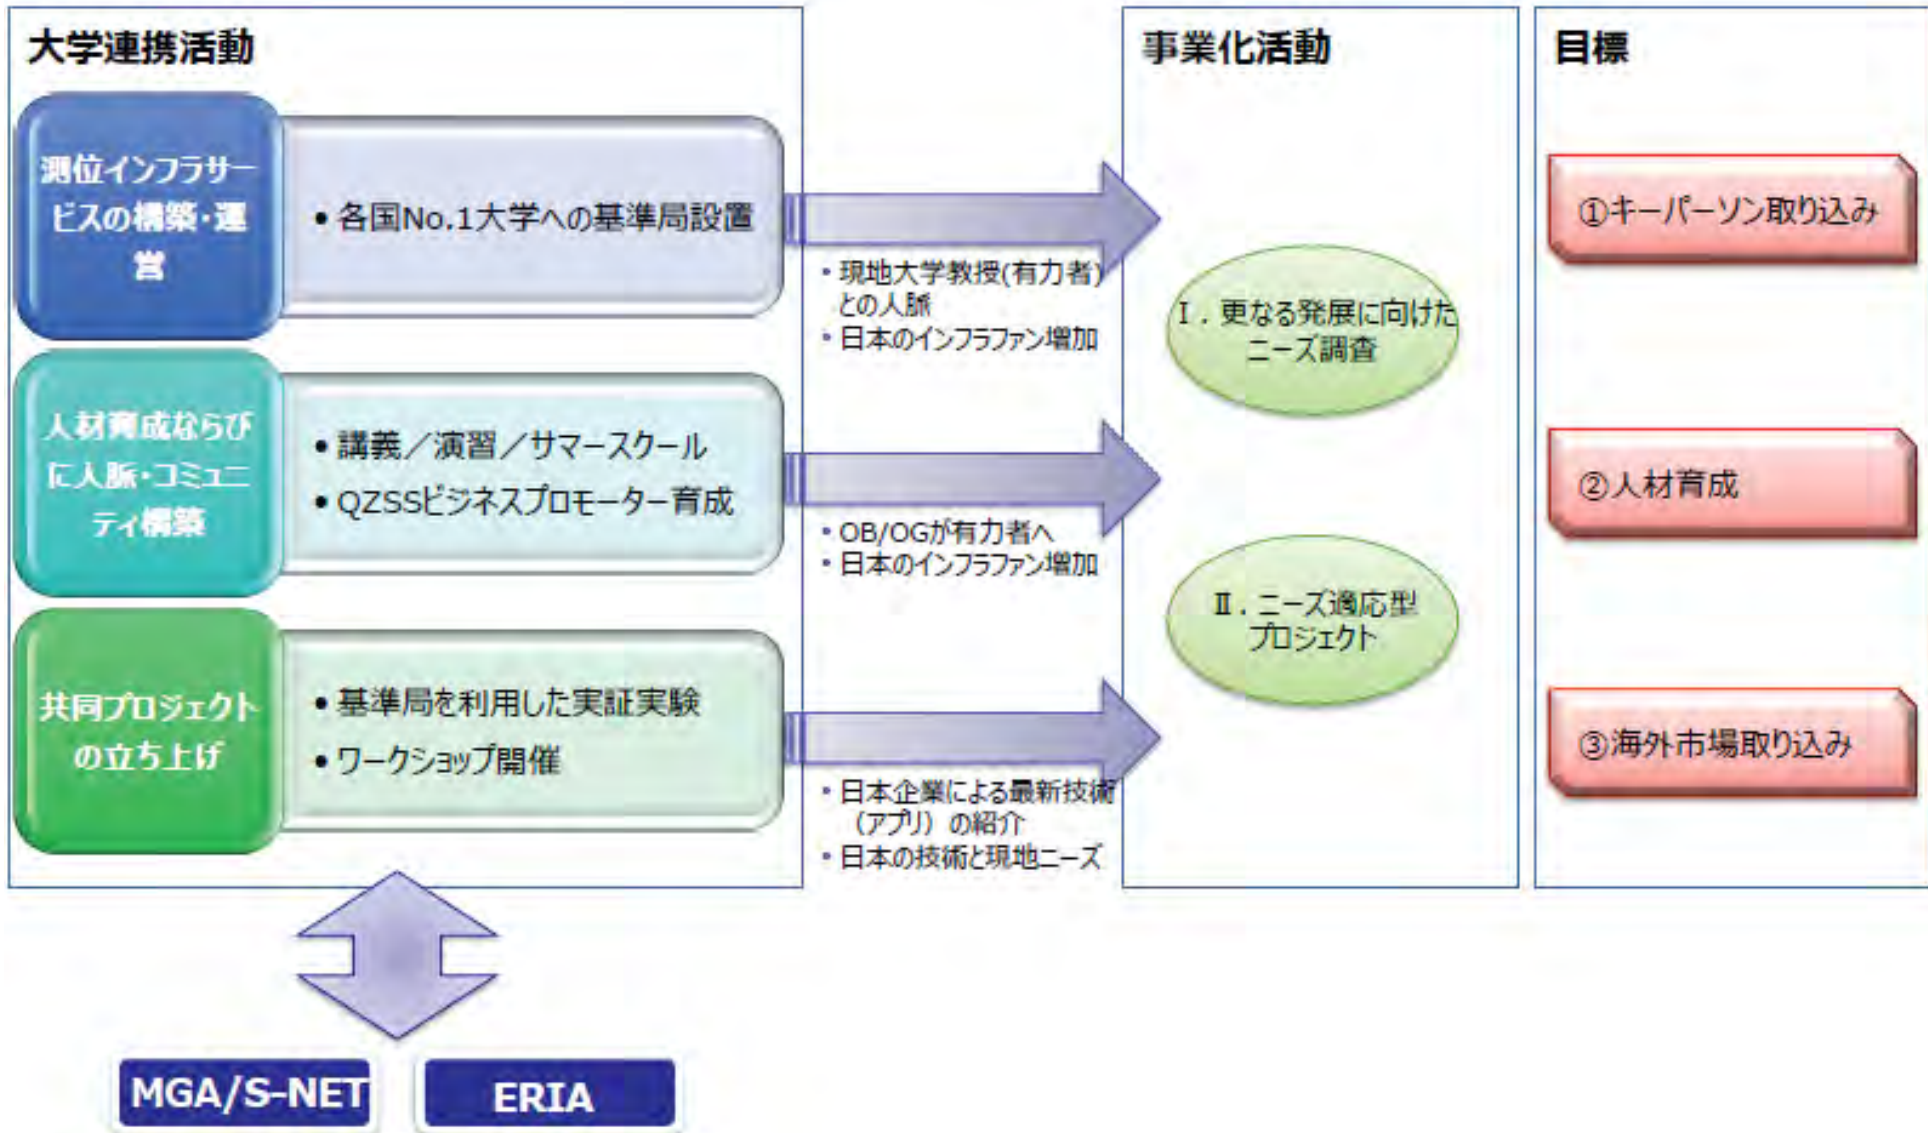 大学連携活動
測位インフラサー
ビスの構築・運
営
• 各国No.1大学への基準局設置
人材育成ならび
に人脈・コミュニ
ティ構築
• 講義／演習／サマースクール
• QZSSビジネスプロモーター育成
共同プロジェクト
の立ち上げ
• 基準局を利用した実証実験
• ワークショップ開催
• 現地大学教授(有力者)
との人脈
• 日本のインフラファン増加
• OB/OGが有力者へ
• 日本のインフラファン増加
• 日本企業による最新技術
（アプリ）の紹介
• 日本の技術と現地ニーズ
事業化活動
Ⅰ．更なる発展に向けた
ニーズ調査
Ⅱ．ニーズ適応型
プロジェクト
目標
①キーパーソン取り込み
②人材育成
③海外市場取り込み
MGA/S-NET
ERIA